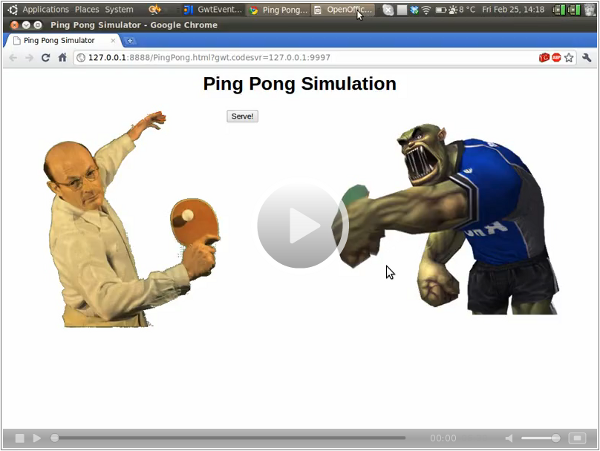 Applications Places System GwtEvent... Ping Pong... OpenOffic... 8 °C Fri Feb 25, 14:18
Ping Pong Simulator - Google Chrome
Ping Pong Simulator
127.0.0.1:8888/PingPong.html?gwt.codesvr=127.0.0.1:9997
Ping Pong Simulation
Serve!
00:00